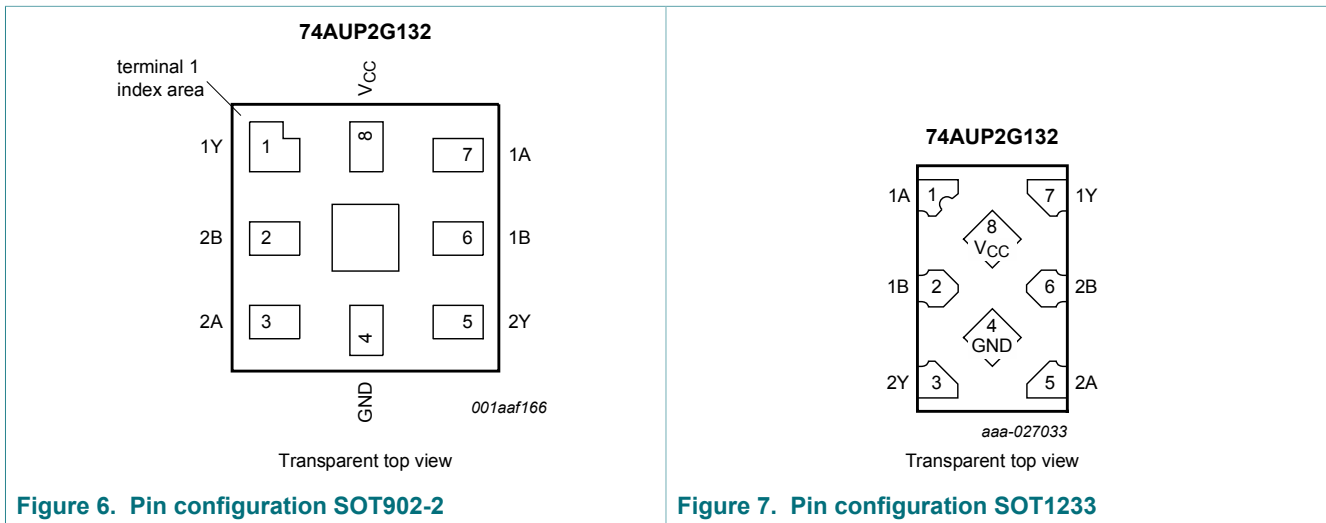 74AUP2G132
terminal 1
index area
VCC
1Y
1
8
7
1A
2B
2
6
1B
2A
3
4
5
2Y
GND
001aaf166
Transparent top view
Figure 6. Pin configuration SOT902-2
74AUP2G132
1A
1
7
1Y
8
VCC
1B
2
6
2B
4
GND
2Y
3
5
2A
aaa-027033
Transparent top view
Figure 7. Pin configuration SOT1233